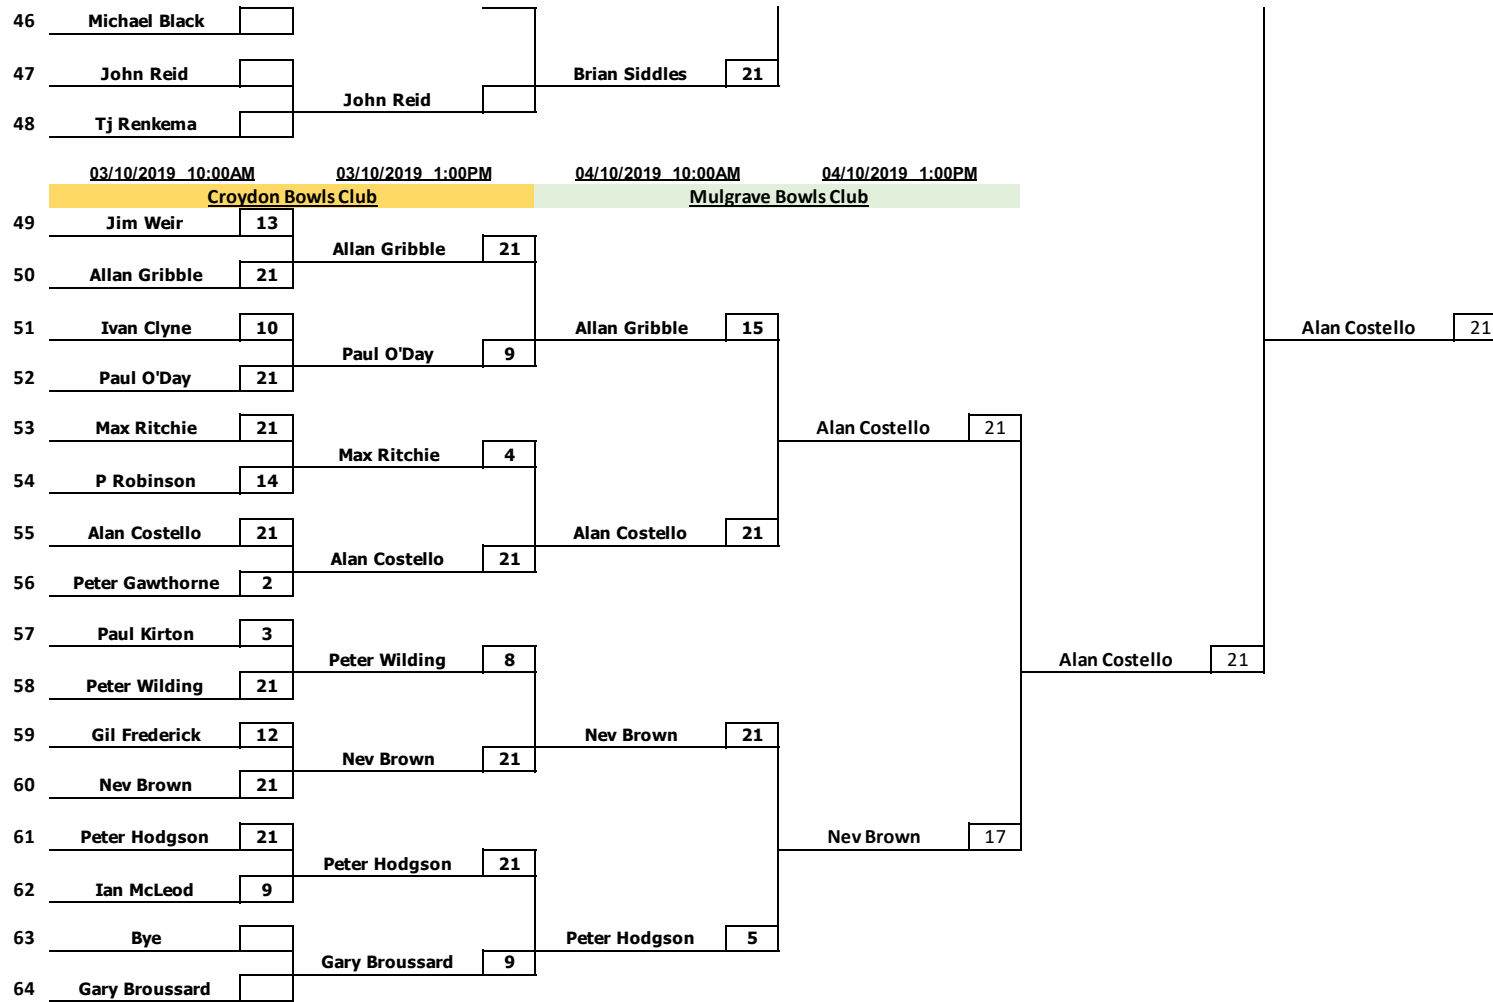 46 Michael Black
47 John Reid Brian Siddles 21
John Reid
48 Tj Renkema
03/10/2019 10:00AM 03/10/2019 1:00PM 04/10/2019 10:00AM 04/10/2019 1:00PM
Croydon Bowls Club Mulgrave Bowls Club
49 Jim Weir 13
Allan Gribble 21
50 Allan Gribble 21
51 Ivan Clyne 10 Allan Gribble 15 Alan Costello 21
Paul O'Day 9
52 Paul O'Day 21
53 Max Ritchie 21 Alan Costello 21
Max Ritchie 4
54 P Robinson 14
55 Alan Costello 21 Alan Costello 21
Alan Costello 21
56 Peter Gawthorne 2
57 Paul Kirton 3
Peter Wilding 8 Alan Costello 21
58 Peter Wilding 21
59 Gil Frederick 12 Nev Brown 21
Nev Brown 21
60 Nev Brown 21
61 Peter Hodgson 21 Nev Brown 17
Peter Hodgson 21
62 Ian McLeod 9
63 Bye Peter Hodgson 5
Gary Broussard 9
64 Gary Broussard